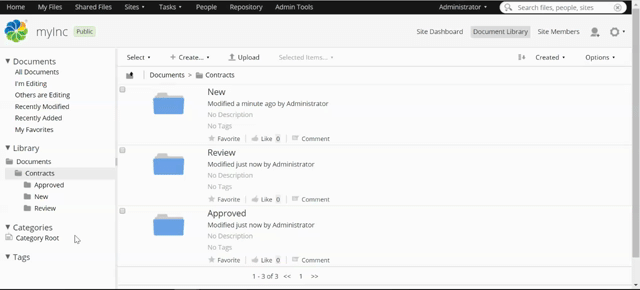 Home My Files Shared Files Sites Tasks People Repository Admin Tools Administrator Search files, people, sites
myInc Public Site Dashboard Document Library Site Members
Documents
All Documents
I'm Editing
Others are Editing
Recently Modified
Recently Added
My Favorites
Library
Documents
Contracts
Approved
New
Review
Categories
Category Root
Tags
Select Create... Upload Selected Items... Created Options
Documents > Contracts
New
Modified a minute ago by Administrator
No Description
No Tags
Favorite Like 0 Comment
Review
Modified just now by Administrator
No Description
No Tags
Favorite Like 0 Comment
Approved
Modified just now by Administrator
No Description
No Tags
Favorite Like 0 Comment
1 - 3 of 3 << 1 >>